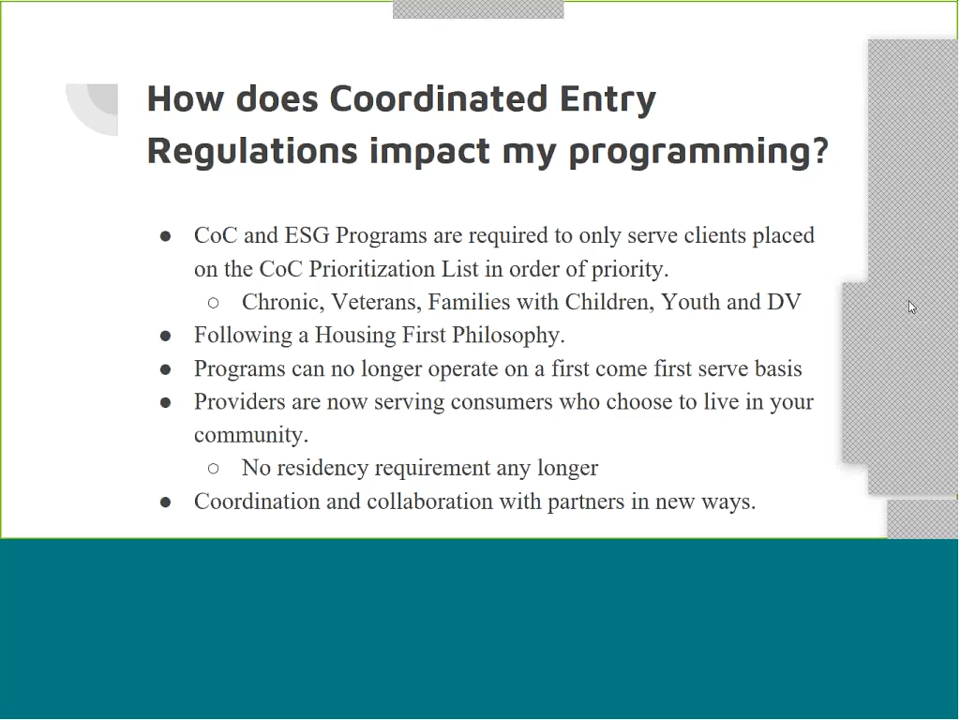 How does Coordinated Entry
Regulations impact my programming?
● CoC and ESG Programs are required to only serve clients placed
on the CoC Prioritization List in order of priority.
○ Chronic, Veterans, Families with Children, Youth and DV
● Following a Housing First Philosophy.
● Programs can no longer operate on a first come first serve basis
● Providers are now serving consumers who choose to live in your
community.
○ No residency requirement any longer
● Coordination and collaboration with partners in new ways.